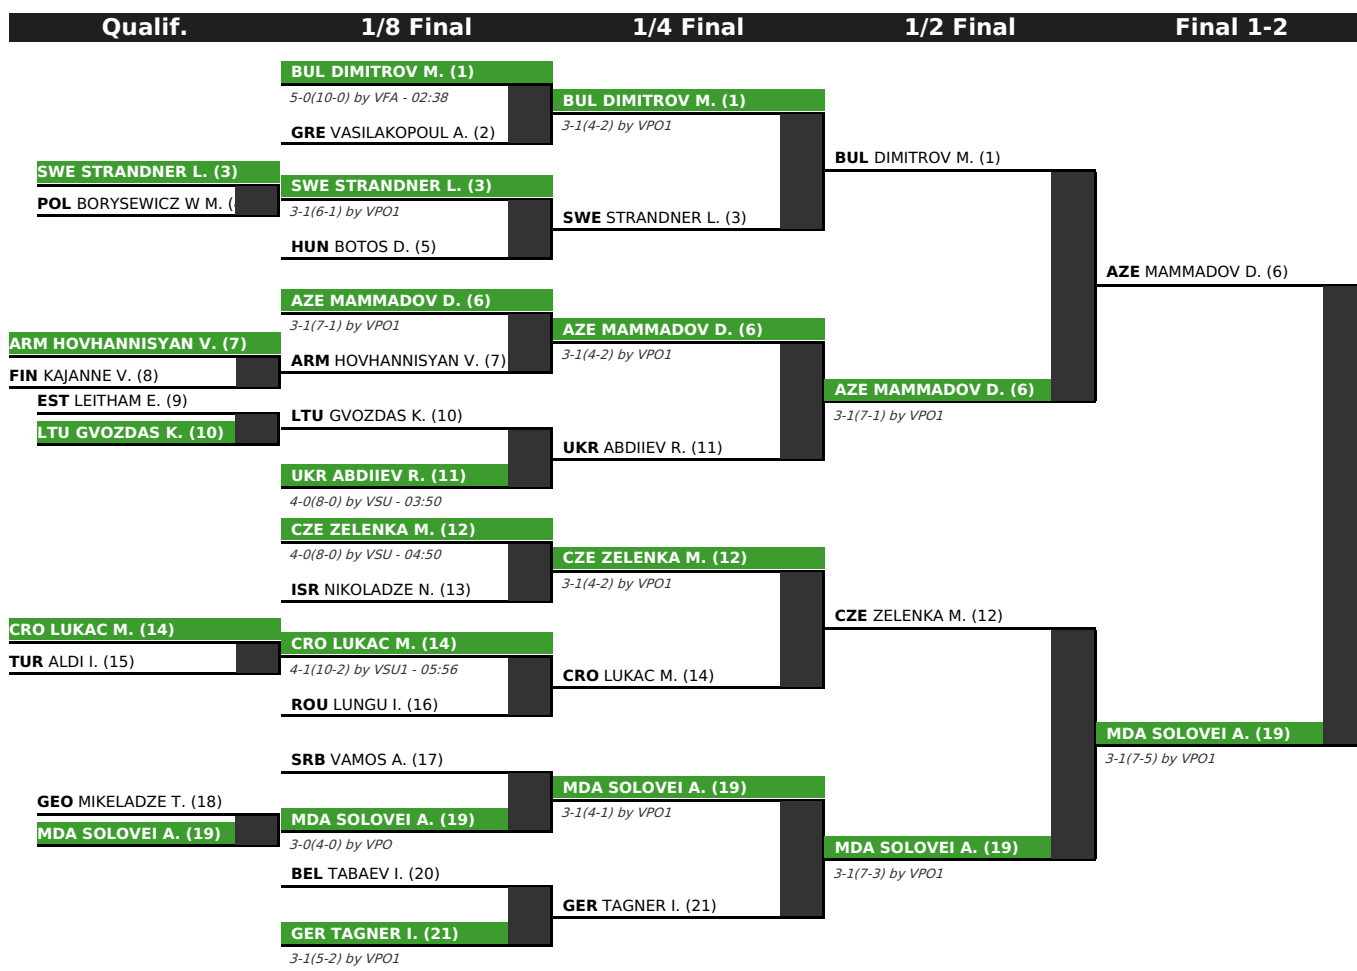 Qualif.
1/8 Final
1/4 Final
1/2 Final
Final 1-2
SWE STRANDNER L. (3)
POL BORYSEWICZ W M.
ARM HOVHANNISYAN V. (7)
FIN KAJANNE V. (8)
EST LEITHAM E. (9)
LTU GVOZDAS K. (10)
CRO LUKAC M. (14)
TUR ALDI I. (15)
GEO MIKELADZE T. (18)
MDA SOLOVEI A. (19)
BUL DIMITROV M. (1)
5-0(10-0) by VFA - 02:38
GRE VASILAKOPOUL A. (2)
SWE STRANDNER L. (3)
3-1(6-1) by VPO1
HUN BOTOS D. (5)
AZE MAMMADOV D. (6)
3-1(7-1) by VPO1
ARM HOVHANNISYAN V. (7)
LTU GVOZDAS K. (10)
UKR ABDIIEV R. (11)
4-0(8-0) by VSU - 03:50
CZE ZELENKA M. (12)
4-0(8-0) by VSU - 04:50
ISR NIKOLADZE N. (13)
CRO LUKAC M. (14)
4-1(10-2) by VSU1 - 05:56
ROU LUNGU I. (16)
SRB VAMOS A. (17)
MDA SOLOVEI A. (19)
3-0(4-0) by VPO
BEL TABAEV I. (20)
GER TAGNER I. (21)
3-1(5-2) by VPO1
BUL DIMITROV M. (1)
3-1(4-2) by VPO1
SWE STRANDNER L. (3)
AZE MAMMADOV D. (6)
3-1(4-2) by VPO1
UKR ABDIIEV R. (11)
CZE ZELENKA M. (12)
3-1(4-2) by VPO1
CRO LUKAC M. (14)
MDA SOLOVEI A. (19)
3-1(4-1) by VPO1
GER TAGNER I. (21)
BUL DIMITROV M. (1)
AZE MAMMADOV D. (6)
3-1(7-1) by VPO1
CZE ZELENKA M. (12)
MDA SOLOVEI A. (19)
3-1(7-3) by VPO1
AZE MAMMADOV D. (6)
MDA SOLOVEI A. (19)
3-1(7-5) by VPO1